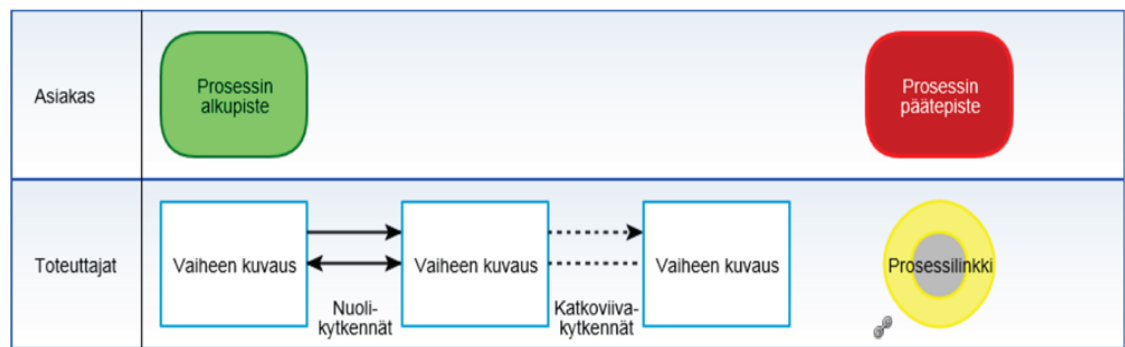 Asiakas
Prosessin
alkupiste
Prosessin
päätepiste
Toteuttajat
Vaiheen kuvaus
Nuoli-
kytkennät
Vaiheen kuvaus
Katkoviiva-
kytkennät
Vaiheen kuvaus
Prosessilinkki